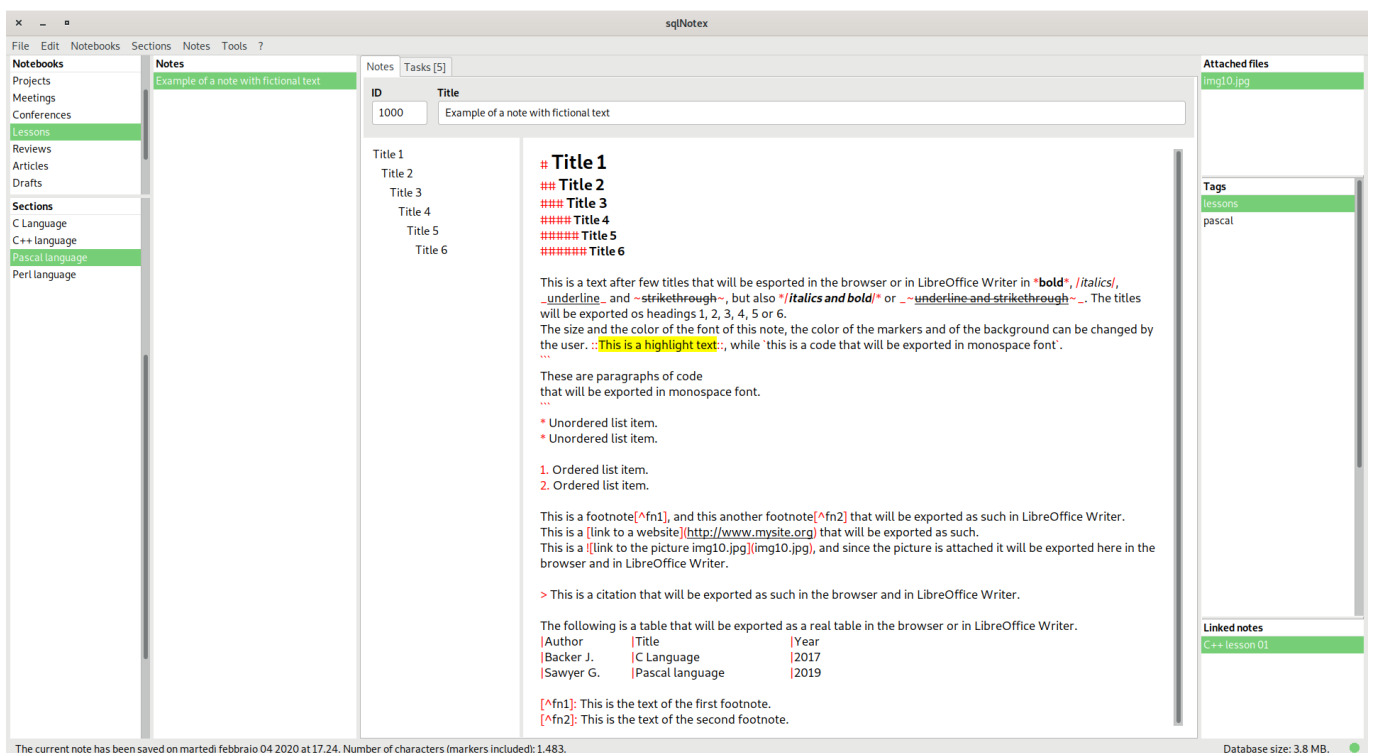 sqlNotex
File Edit Notebooks Sections Notes Tools ?
Notebooks
Projects
Meetings
Conferences
Lessons
Reviews
Articles
Drafts
Sections
C Language
C++ language
Pascal language
Perl language
Notes
Example of a note with fictional text
Notes Tasks [5]
ID Title
1000 Example of a note with fictional text
Title 1
Title 2
Title 3
Title 4
Title 5
Title 6
# Title 1
## Title 2
### Title 3
#### Title 4
##### Title 5
###### Title 6
This is a text after few titles that will be esported in the browser or in LibreOffice Writer in *bold*, /italics/,
_underline_ and ~strikethrough~, but also */italics and bold/* or _~underline and strikethrough~_. The titles
will be exported os headings 1, 2, 3, 4, 5 or 6.
The size and the color of the font of this note, the color of the markers and of the background can be changed by
the user. ::This is a highlight text::, while `this is a code that will be exported in monospace font`.
```
These are paragraphs of code
that will be exported in monospace font.
```
* Unordered list item.
* Unordered list item.
1. Ordered list item.
2. Ordered list item.
This is a footnote[^fn1], and this another footnote[^fn2] that will be exported as such in LibreOffice Writer.
This is a [link to a website](http://www.mysite.org) that will be exported as such.
This is a ![link to the picture img10.jpg](img10.jpg), and since the picture is attached it will be exported here in the
browser and in LibreOffice Writer.
> This is a citation that will be exported as such in the browser and in LibreOffice Writer.
The following is a table that will be exported as a real table in the browser or in LibreOffice Writer.
|Author |Title |Year
|Backer J. |C Language |2017
|Sawyer G. |Pascal language |2019
[^fn1]: This is the text of the first footnote.
[^fn2]: This is the text of the second footnote.
Attached files
img10.jpg
Tags
lessons
pascal
Linked notes
C++ lesson 01
The current note has been saved on martedì febbraio 04 2020 at 17.24. Number of characters (markers included): 1.483.
Database size: 3.8 MB.